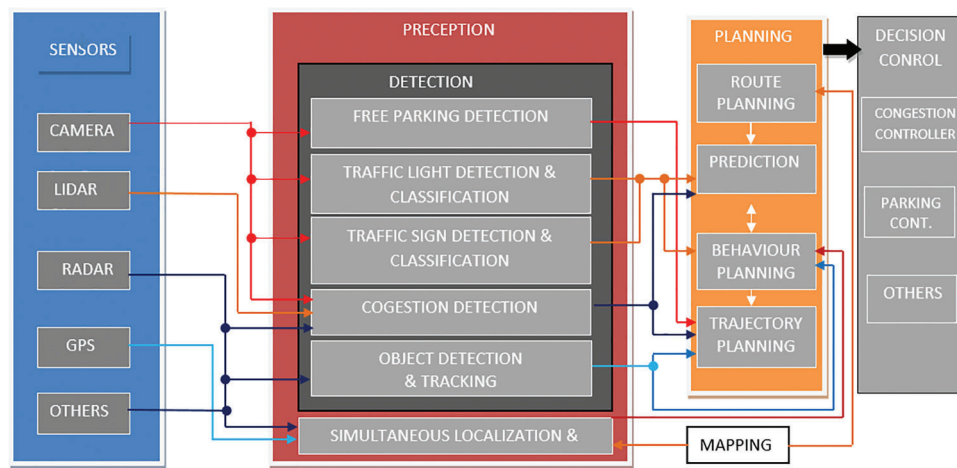 SENSORS
CAMERA
LIDAR
RADAR
GPS
OTHERS
PRECEPTION
DETECTION
FREE PARKING DETECTION
TRAFFIC LIGHT DETECTION &
CLASSIFICATION
TRAFFIC SIGN DETECTION &
CLASSIFICATION
COGESTION DETECTION
OBJECT DETECTION
& TRACKING
SIMULTANEOUS LOCALIZATION &
MAPPING
PLANNING
ROUTE
PLANNING
PREDICTION
BEHAVIOUR
PLANNING
TRAJECTORY
PLANNING
DECISION
CONROL
CONGESTION
CONTROLLER
PARKING
CONT.
OTHERS